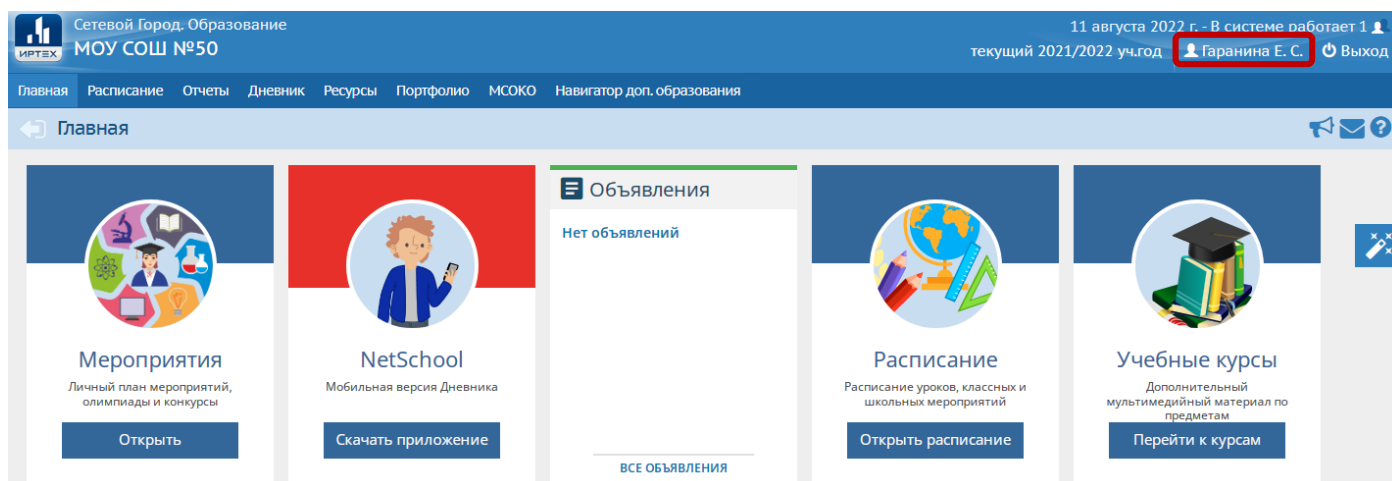 Сетевой Город. Образование
11 августа 2022 г. - В системе работает 1
ИРТЕХ
МОУ СОШ №50
текущий 2021/2022 уч.год Гаранина Е. С. Выход
Главная Расписание Отчеты Дневник Ресурсы Портфолио МСОКО Навигатор доп. образования
Главная
Мероприятия
Личный план мероприятий,
олимпиады и конкурсы
Открыть
NetSchool
Мобильная версия Дневника
Скачать приложение
Объявления
Нет объявлений
ВСЕ ОБЪЯВЛЕНИЯ
Расписание
Расписание уроков, классных и
школьных мероприятий
Открыть расписание
Учебные курсы
Дополнительный
мультимедийный материал по
предметам
Перейти к курсам